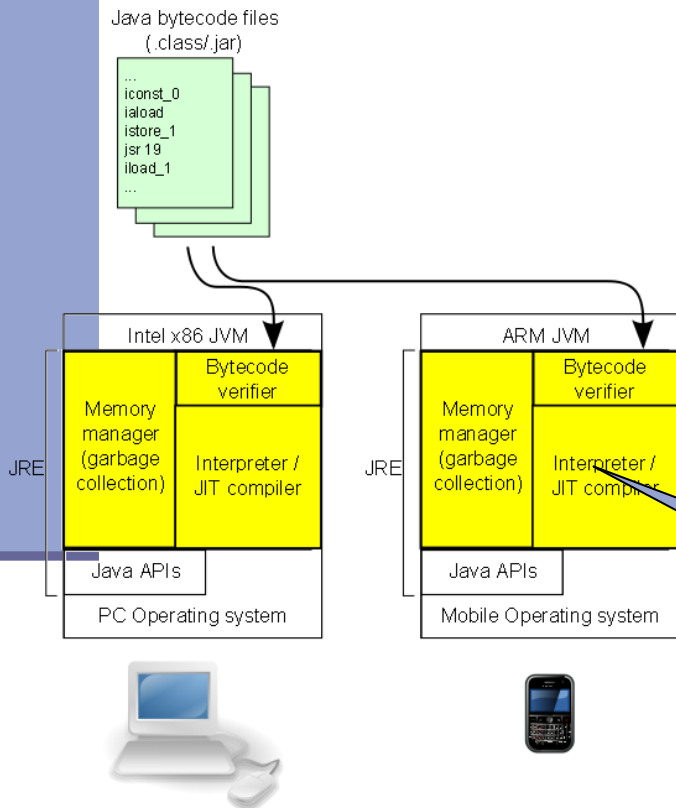 Java bytecode files
(.class/.jar)
...
iconst_0
iaload
istore_1
jsr 19
iload_1
...
Intel x86 JVM
Bytecode
verifier
Memory
manager
(garbage
collection)
Interpreter /
JIT compiler
JRE
Java APIs
PC Operating system
ARM JVM
Bytecode
verifier
Memory
manager
(garbage
collection)
Interpreter /
JIT compiler
JRE
Java APIs
Mobile Operating system